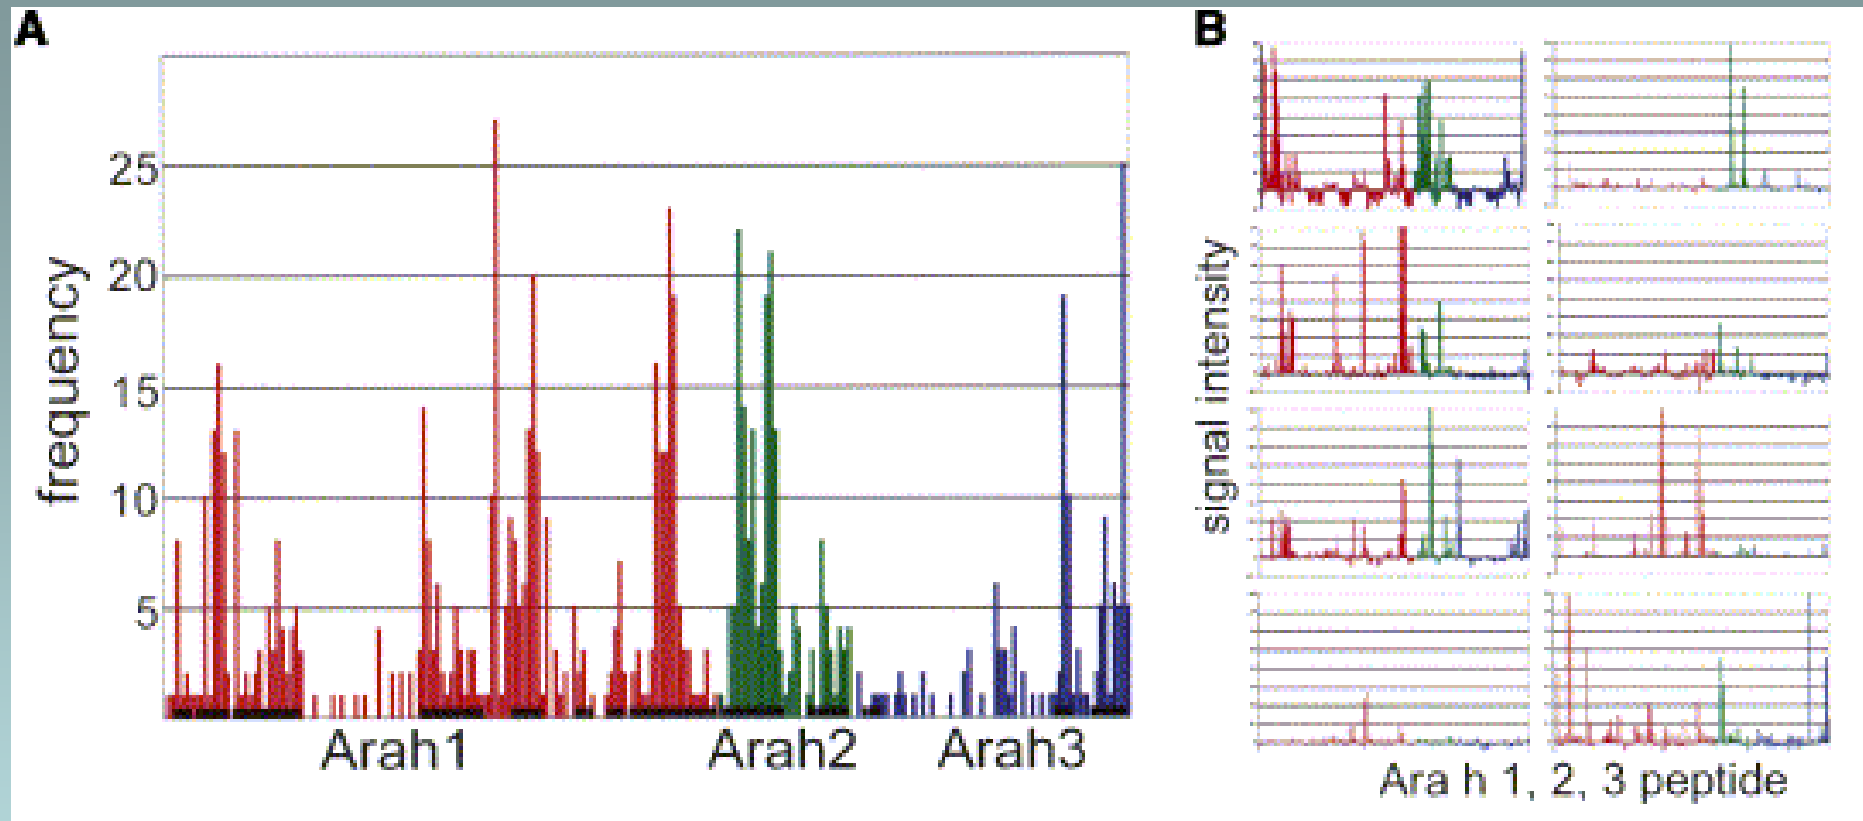 A
frequency
25
20
15
10
5
Arah1 Arah2 Arah3
B
signal intensity
Ara h 1, 2, 3 peptide